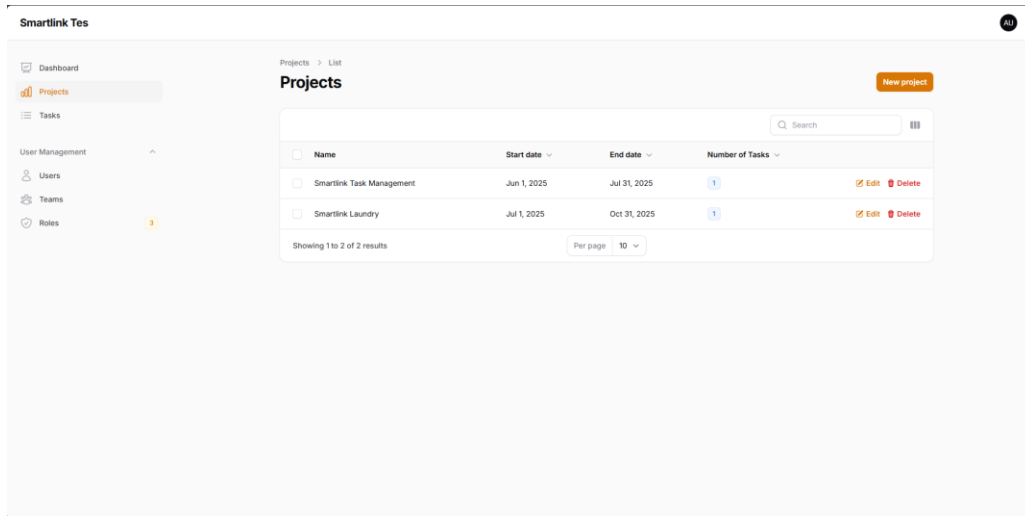 Smartlink Tes
AU
Dashboard
Projects
Tasks
User Management
Users
Teams
Roles 3
Projects > List
Projects
New project
Search
Name Start date End date Number of Tasks
Smartlink Task Management Jun 1, 2025 Jul 31, 2025 1 Edit Delete
Smartlink Laundry Jul 1, 2025 Oct 31, 2025 1 Edit Delete
Showing 1 to 2 of 2 results Per page 10